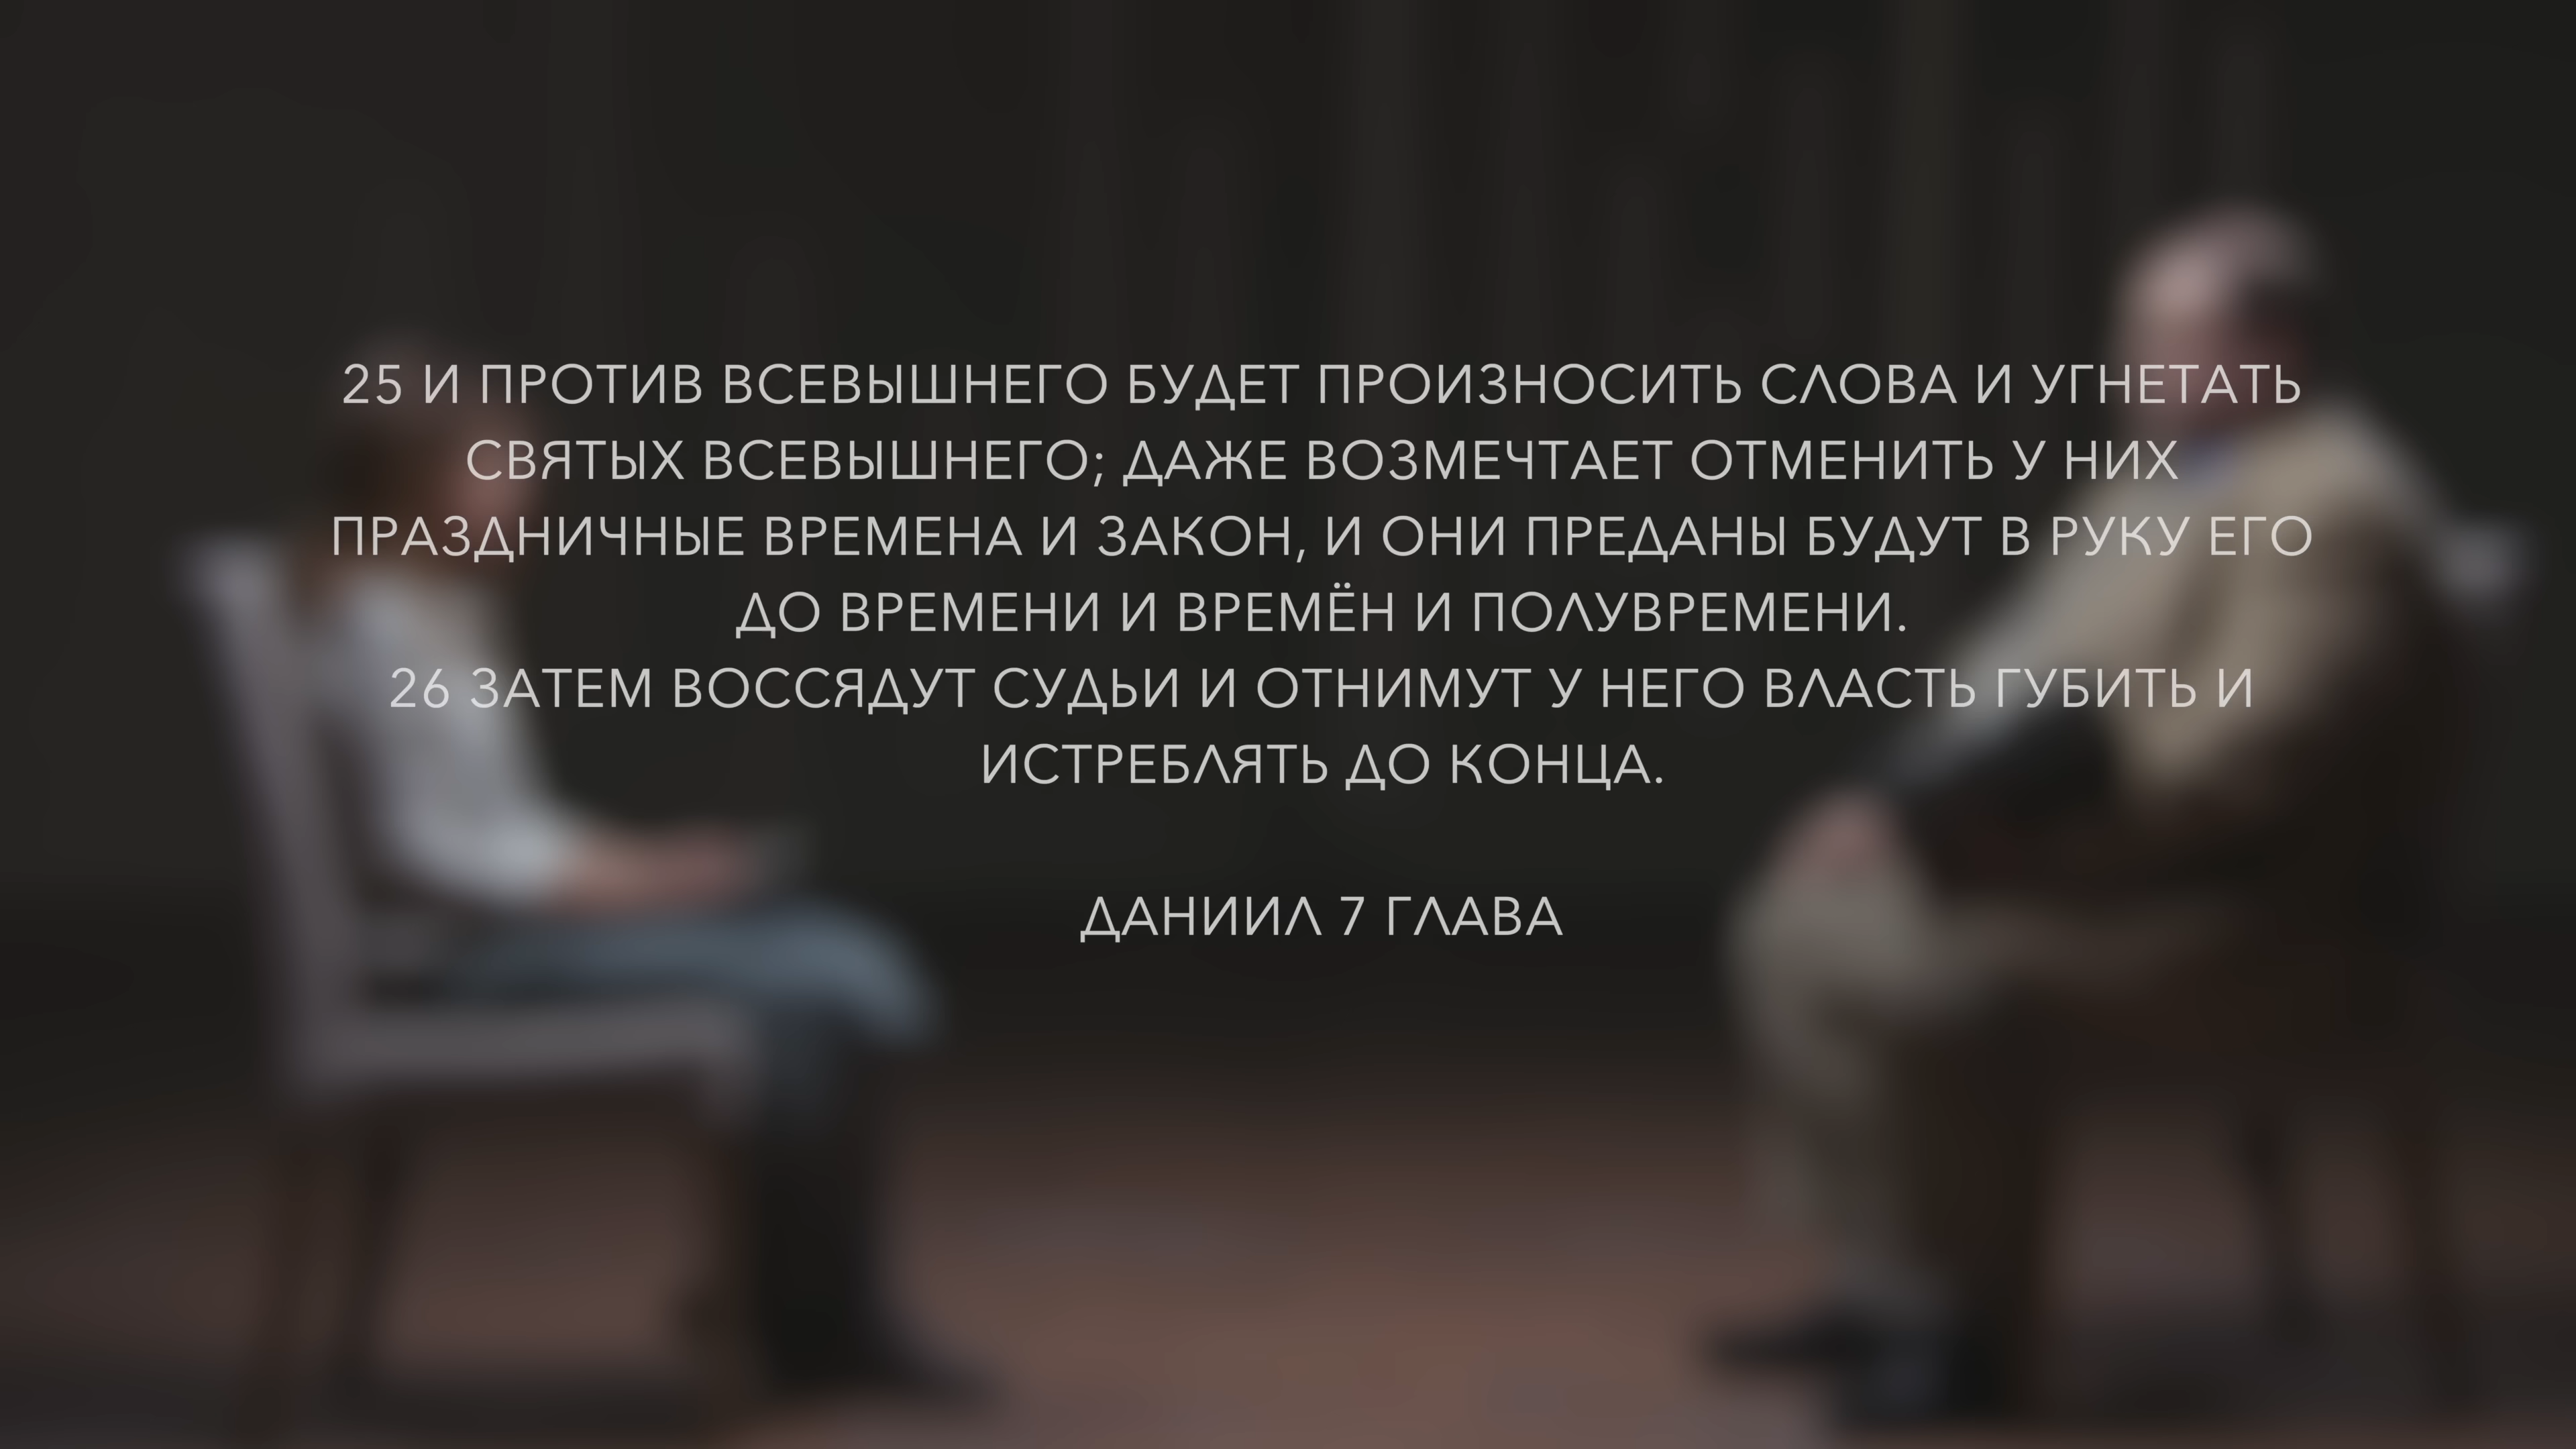 25 И ПРОТИВ ВСЕВЫШНЕГО БУДЕТ ПРОИЗНОСИТЬ СЛОВА И УГНЕТАТЬ
СВЯТЫХ ВСЕВЫШНЕГО; ДАЖЕ ВОЗМЕЧТАЕТ ОТМЕНИТЬ У НИХ
ПРАЗДНИЧНЫЕ ВРЕМЕНА И ЗАКОН, И ОНИ ПРЕДАНЫ БУДУТ В РУКУ ЕГО
ДО ВРЕМЕНИ И ВРЕМЁН И ПОЛУВРЕМЕНИ.
26 ЗАТЕМ ВОССЯДУТ СУДЬИ И ОТНИМУТ У НЕГО ВЛАСТЬ ГУБИТЬ И
ИСТРЕБЛЯТЬ ДО КОНЦА.
ДАНИИЛ 7 ГЛАВА